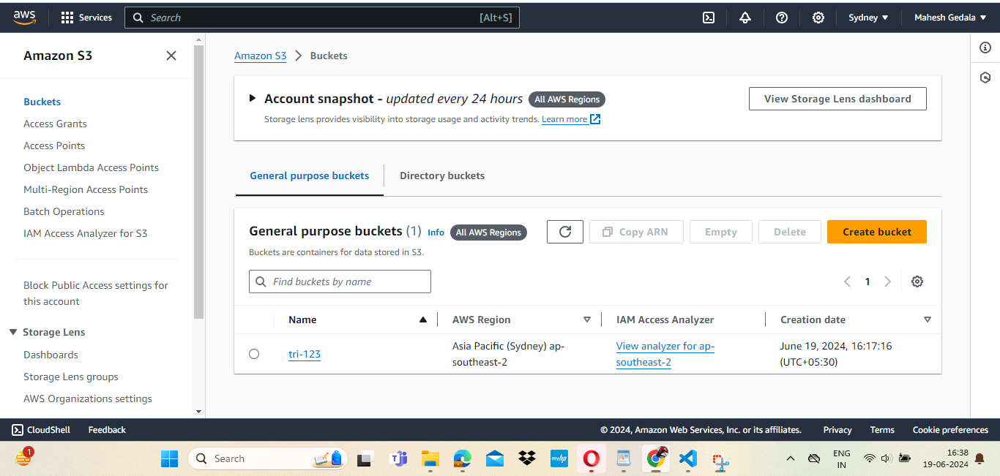 aws
Services
Search
[Alt+S]
Sydney
Mahesh Gedala
Amazon S3
Buckets
Access Grants
Access Points
Object Lambda Access Points
Multi-Region Access Points
Batch Operations
IAM Access Analyzer for S3
Block Public Access settings for
this account
Storage Lens
Dashboards
Storage Lens groups
AWS Organizations settings
Amazon S3 > Buckets
Account snapshot - updated every 24 hours
All AWS Regions
Storage lens provides visibility into storage usage and activity trends. Learn more
View Storage Lens dashboard
General purpose buckets
Directory buckets
General purpose buckets (1)
Info
All AWS Regions
Buckets are containers for data stored in S3.
Copy ARN
Empty
Delete
Create bucket
Find buckets by name
1
Name
AWS Region
IAM Access Analyzer
Creation date
tri-123
Asia Pacific (Sydney) ap-
southeast-2
View analyzer for ap-
southeast-2
June 19, 2024, 16:17:16
(UTC+05:30)
CloudShell
Feedback
© 2024, Amazon Web Services, Inc. or its affiliates.
Privacy
Terms
Cookie preferences
1
Search
myhp
ENG
IN
16:38
19-06-2024